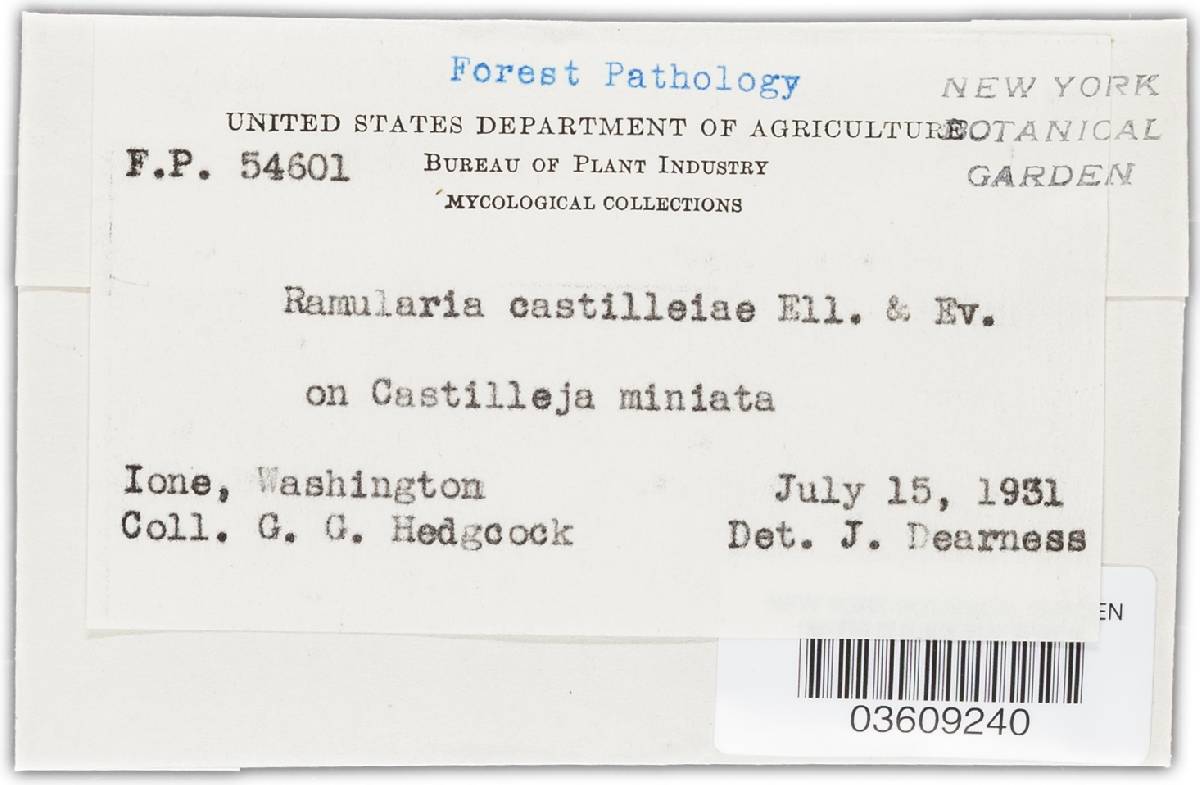 Forest Pathology
NEW YORK
BOTANICAL
GARDEN
UNITED STATES DEPARTMENT OF AGRICULTURE
F.P. 54601
BUREAU OF PLANT INDUSTRY
MYCOLOGICAL COLLECTIONS
Ramularia castilleiae Ell. & Ev.
on Castilleja miniata
Ione, Washington
July 15, 1931
Coll. G. G. Hedgcock
Det. J. Dearness
EN
03609240